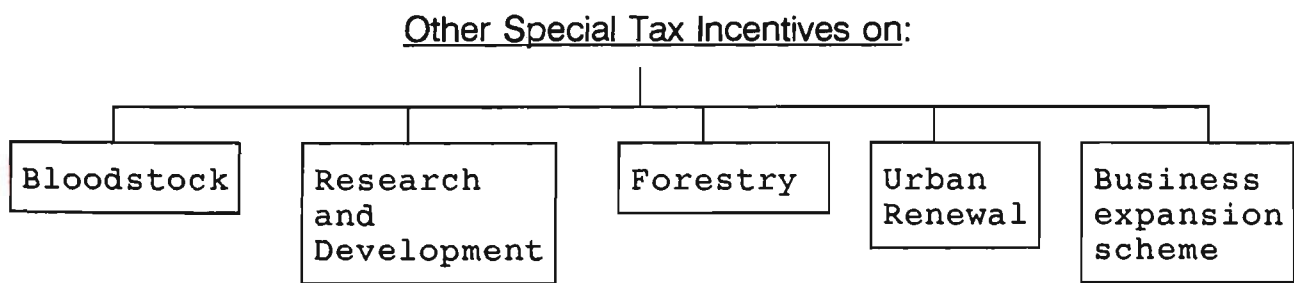 Other Special Tax Incentives on:
Bloodstock
Research
and
Development
Forestry
Urban
Renewal
Business
expansion
scheme